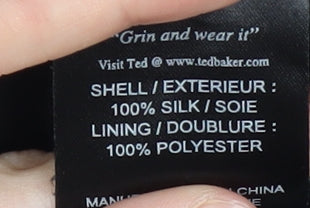 "Grin and wear it"
Visit Ted @ www.tedbaker.com
SHELL / EXTERIEUR :
100% SILK / SOIE
LINING / DOUBLURE :
100% POLYESTER
CHINA